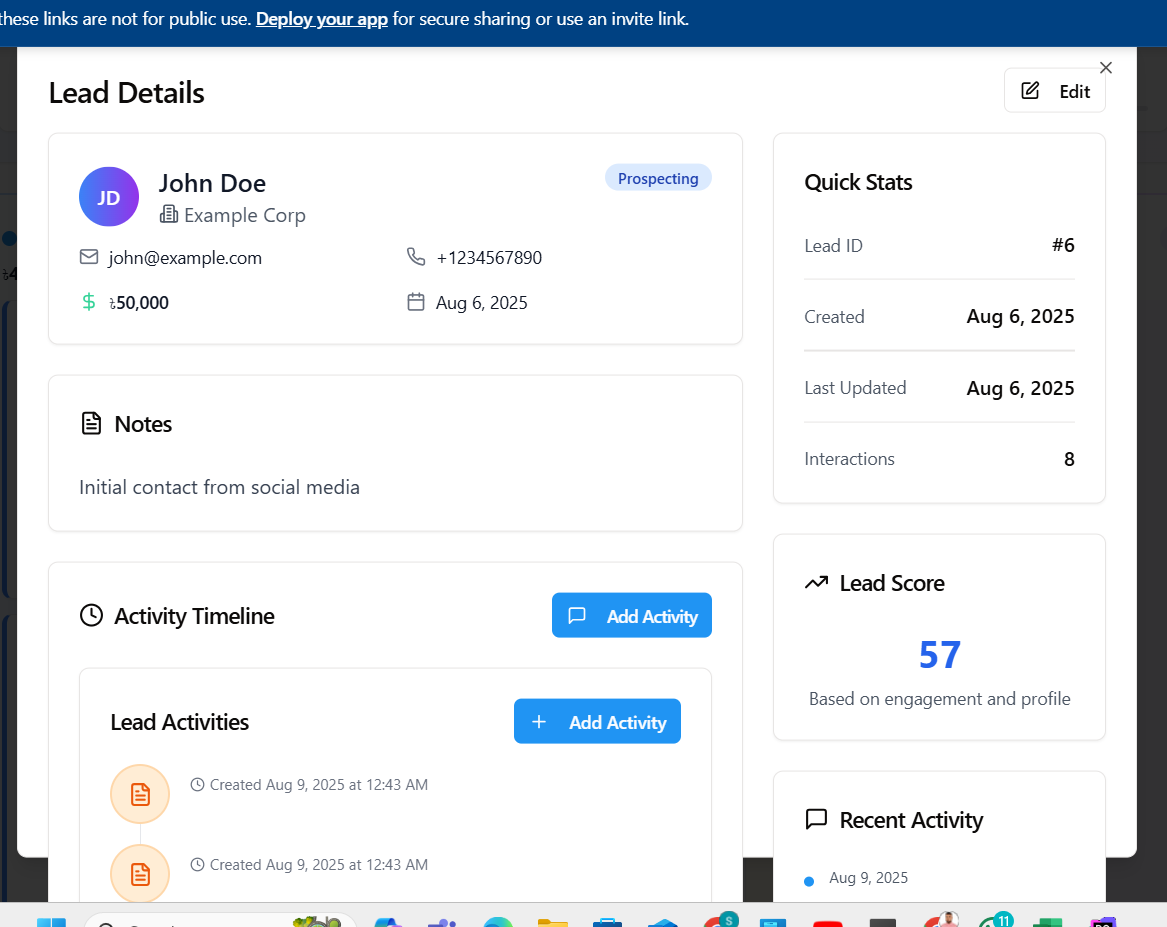 these links are not for public use. Deploy your app for secure sharing or use an invite link.
Lead Details
Edit
JD
John Doe
Example Corp
Prospecting
john@example.com
+1234567890
$ ৳50,000
Aug 6, 2025
Notes
Initial contact from social media
Activity Timeline
Add Activity
Lead Activities
+ Add Activity
Created Aug 9, 2025 at 12:43 AM
Created Aug 9, 2025 at 12:43 AM
Quick Stats
Lead ID #6
Created Aug 6, 2025
Last Updated Aug 6, 2025
Interactions 8
Lead Score
57
Based on engagement and profile
Recent Activity
Aug 9, 2025
S
11